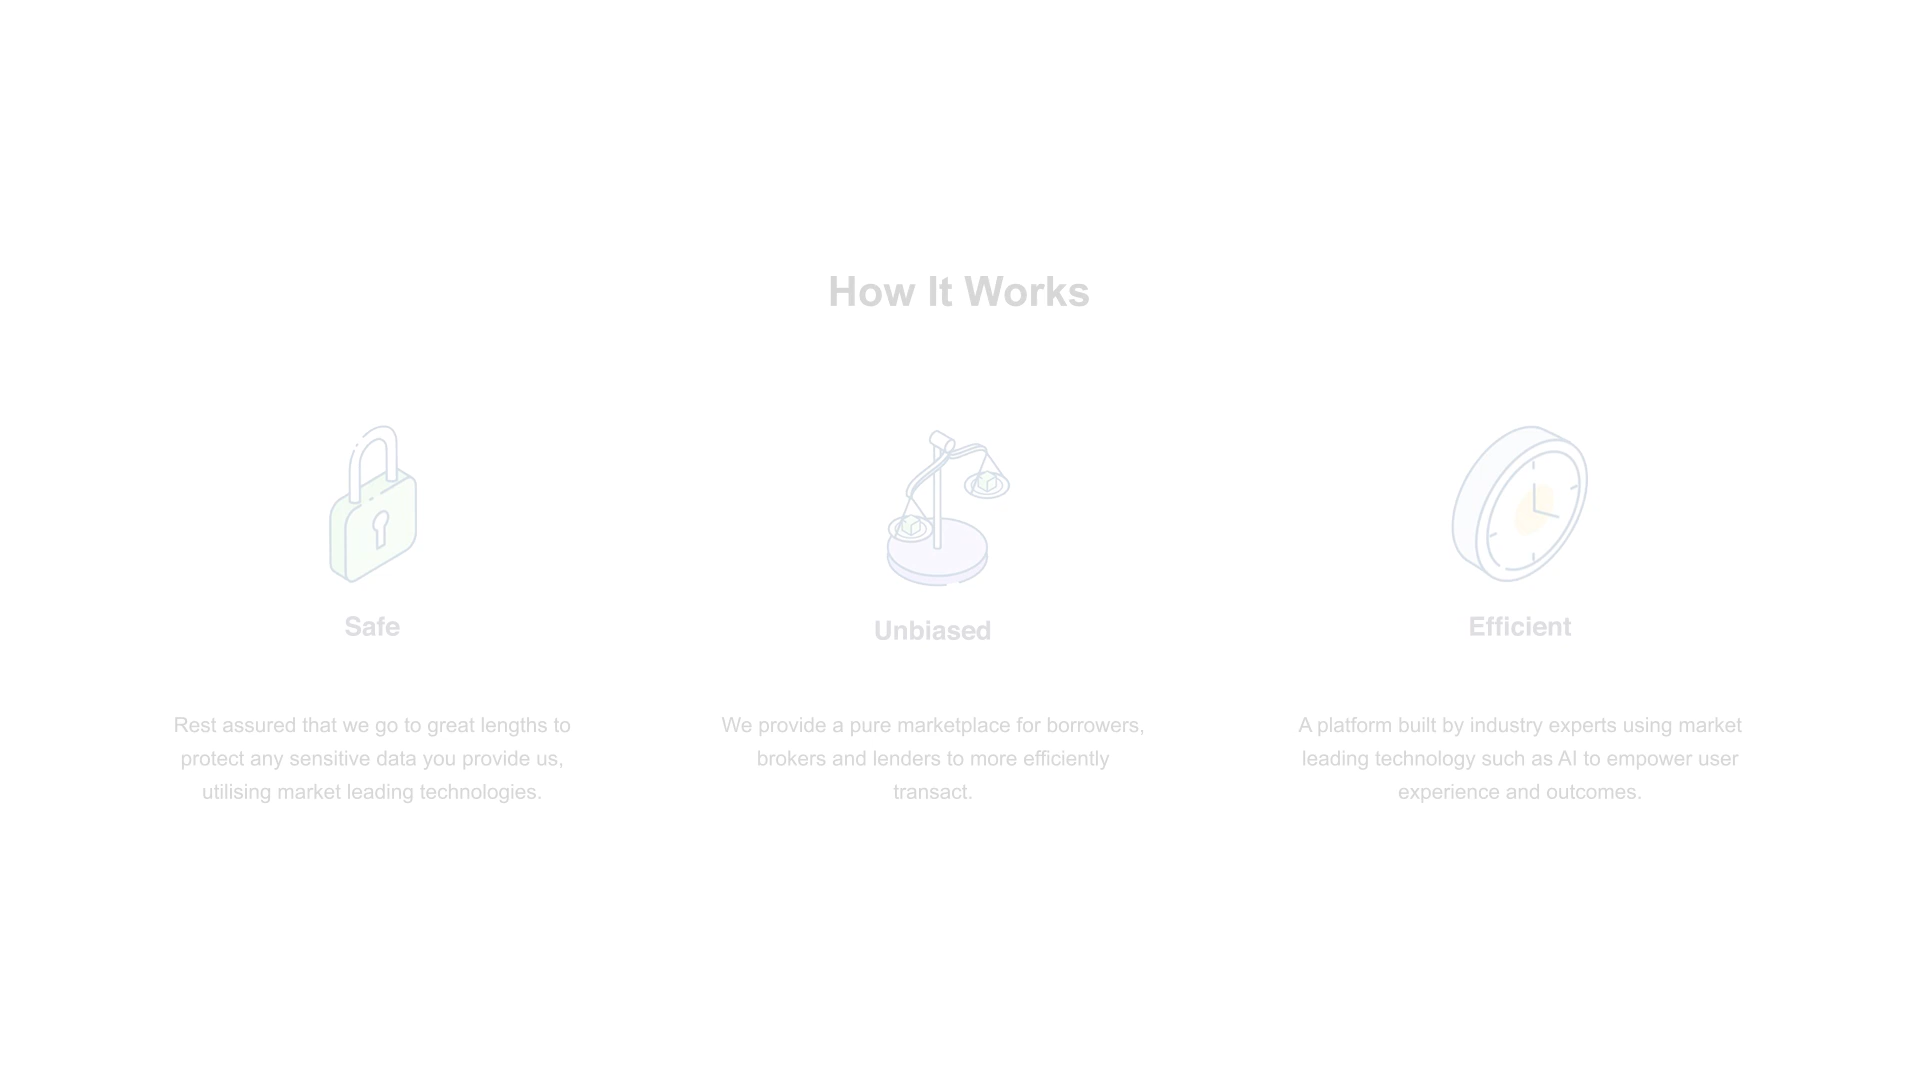 How It Works
Safe
Rest assured that we go to great lengths to
protect any sensitive data you provide us,
utilising market leading technologies.
Unbiased
We provide a pure marketplace for borrowers,
brokers and lenders to more efficiently
transact.
Efficient
A platform built by industry experts using market
leading technology such as AI to empower user
experience and outcomes.